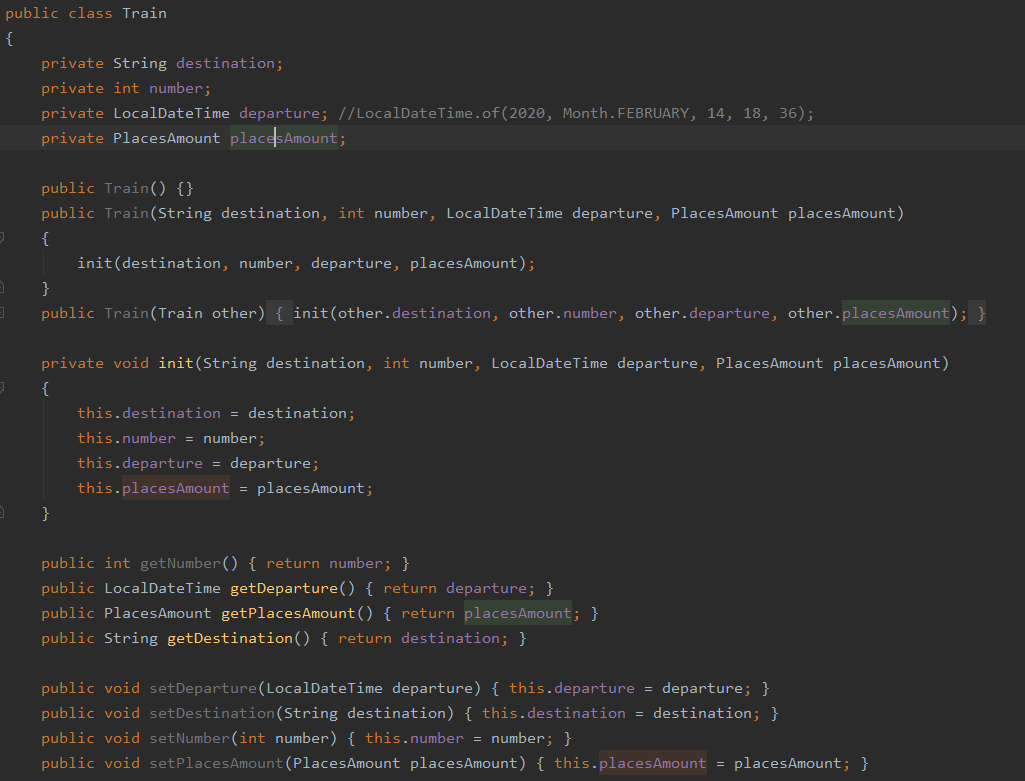 public class Train
{
    private String destination;
    private int number;
    private LocalDateTime departure; //LocalDateTime.of(2020, Month.FEBRUARY, 14, 18, 36);
    private PlacesAmount placesAmount;

    public Train() {}
    public Train(String destination, int number, LocalDateTime departure, PlacesAmount placesAmount)
    {
        init(destination, number, departure, placesAmount);
    }
    public Train(Train other) { init(other.destination, other.number, other.departure, other.placesAmount); }

    private void init(String destination, int number, LocalDateTime departure, PlacesAmount placesAmount)
    {
        this.destination = destination;
        this.number = number;
        this.departure = departure;
        this.placesAmount = placesAmount;
    }

    public int getNumber() { return number; }
    public LocalDateTime getDeparture() { return departure; }
    public PlacesAmount getPlacesAmount() { return placesAmount; }
    public String getDestination() { return destination; }

    public void setDeparture(LocalDateTime departure) { this.departure = departure; }
    public void setDestination(String destination) { this.destination = destination; }
    public void setNumber(int number) { this.number = number; }
    public void setPlacesAmount(PlacesAmount placesAmount) { this.placesAmount = placesAmount; }